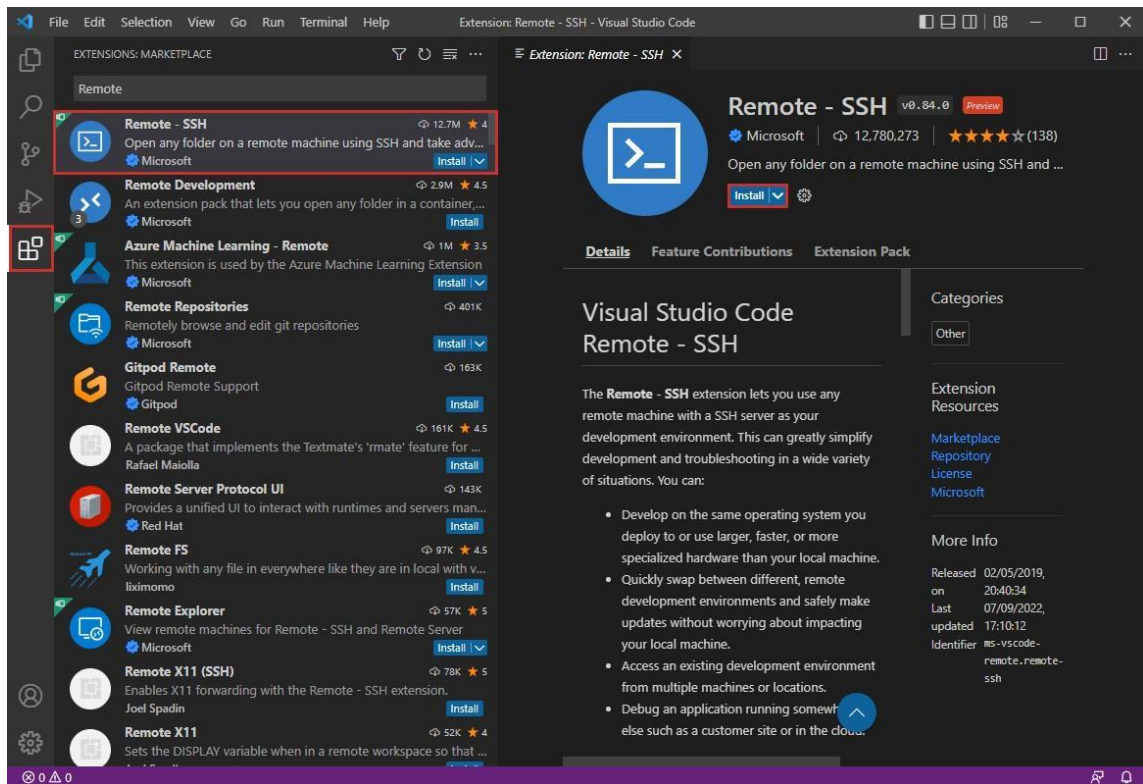 File Edit Selection View Go Run Terminal Help
Extension: Remote - SSH - Visual Studio Code
EXTENSIONS: MARKETPLACE
Remote
Remote - SSH 12.7M ★ 4
Open any folder on a remote machine using SSH and take adv...
Microsoft Install
Remote Development 2.9M ★ 4.5
An extension pack that lets you open any folder in a container,...
3
Microsoft Install
Azure Machine Learning - Remote 1M ★ 3.5
This extension is used by the Azure Machine Learning Extension
Microsoft Install
Remote Repositories 401K
Remotely browse and edit git repositories
Microsoft Install
Gitpod Remote 163K
Gitpod Remote Support
Gitpod Install
Remote VSCode 161K ★ 4.5
A package that implements the Textmate's 'rmate' feature for ...
Rafael Maiolla Install
Remote Server Protocol UI 143K
Provides a unified UI to interact with runtimes and servers man...
Red Hat Install
Remote FS 97K ★ 4.5
Working with any file in everywhere like they are in local with v...
liximomo Install
Remote Explorer 57K ★ 5
View remote machines for Remote - SSH and Remote Server
Microsoft Install
Remote X11 (SSH) 78K ★ 5
Enables X11 forwarding with the Remote - SSH extension.
Joel Spadin Install
Remote X11 52K ★ 4
Sets the DISPLAY variable when in a remote workspace so that ...
0 0
Extension: Remote - SSH
Remote - SSH v0.84.0 Preview
Microsoft 12,780,273 ★★★★☆(138)
Open any folder on a remote machine using SSH and ...
Install
Details Feature Contributions Extension Pack
Visual Studio Code
Remote - SSH
The Remote - SSH extension lets you use any
remote machine with a SSH server as your
development environment. This can greatly simplify
development and troubleshooting in a wide variety
of situations. You can:
• Develop on the same operating system you
deploy to or use larger, faster, or more
specialized hardware than your local machine.
• Quickly swap between different, remote
development environments and safely make
updates without worrying about impacting
your local machine.
• Access an existing development environment
from multiple machines or locations.
• Debug an application running
else such as a customer site or in the cloud.
Categories
Other
Extension
Resources
Marketplace
Repository
License
Microsoft
More Info
Released 02/05/2019,
on 20:40:34
Last 07/09/2022,
updated 17:10:12
Identifier ms-vscode-
remote.remote-
ssh